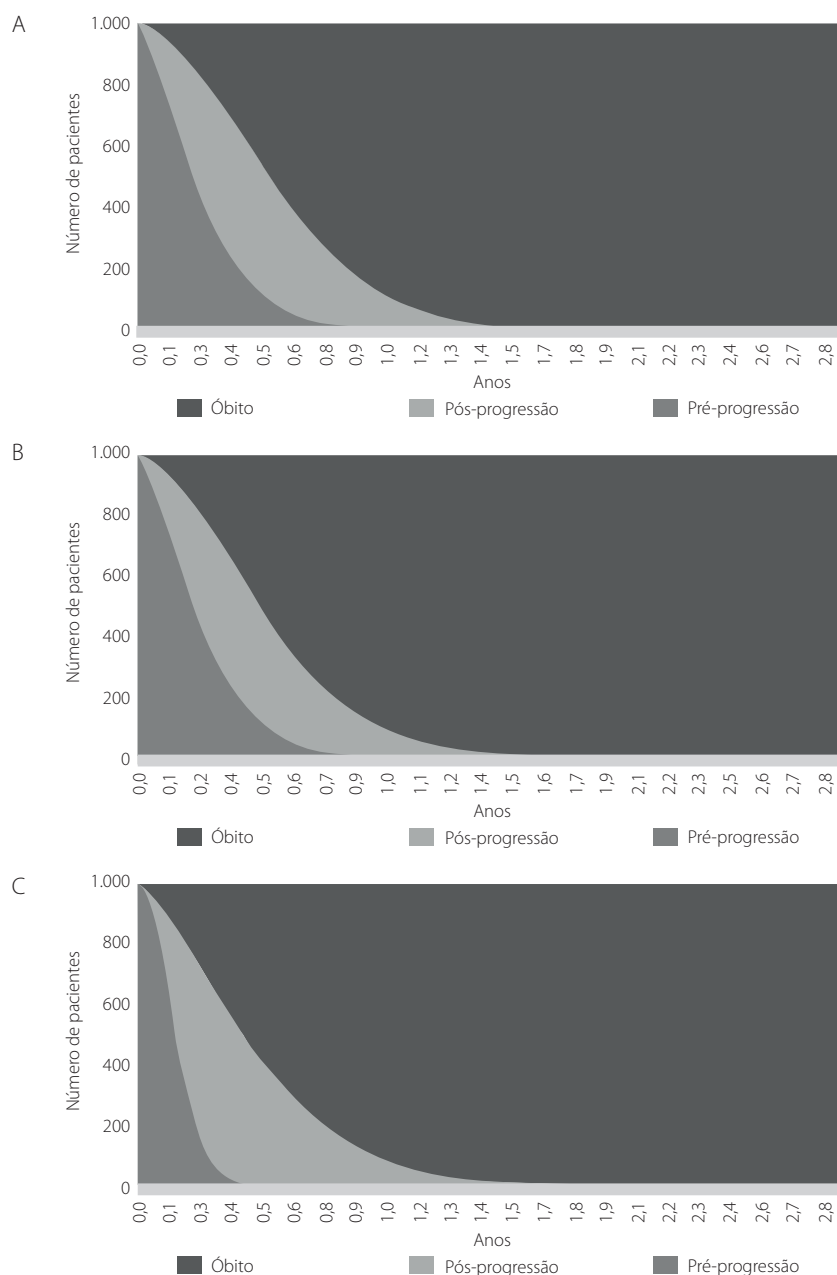 A
Número de pacientes
1.000
800
600
400
200
0
0,0 0,1 0,3 0,4 0,5 0,6 0,8 0,9 1,0 1,2 1,3 1,4 1,5 1,7 1,8 1,9 2,1 2,2 2,3 2,4 2,6 2,7 2,8
Anos
Óbito Pós-progressão Pré-progressão
B
Número de pacientes
1.000
800
600
400
200
0
0,0 0,1 0,2 0,4 0,5 0,6 0,7 0,9 1,0 1,1 1,2 1,4 1,5 1,6 1,7 1,9 2,1 2,2 2,3 2,5 2,6 2,7 2,8
Anos
Óbito Pós-progressão Pré-progressão
C
Número de pacientes
1.000
800
600
400
200
0
0,0 0,1 0,3 0,4 0,5 0,6 0,8 0,9 1,0 1,2 1,3 1,4 1,5 1,7 1,8 1,9 2,1 2,2 2,3 2,4 2,6 2,7 2,8
Anos
Óbito Pós-progressão Pré-progressão